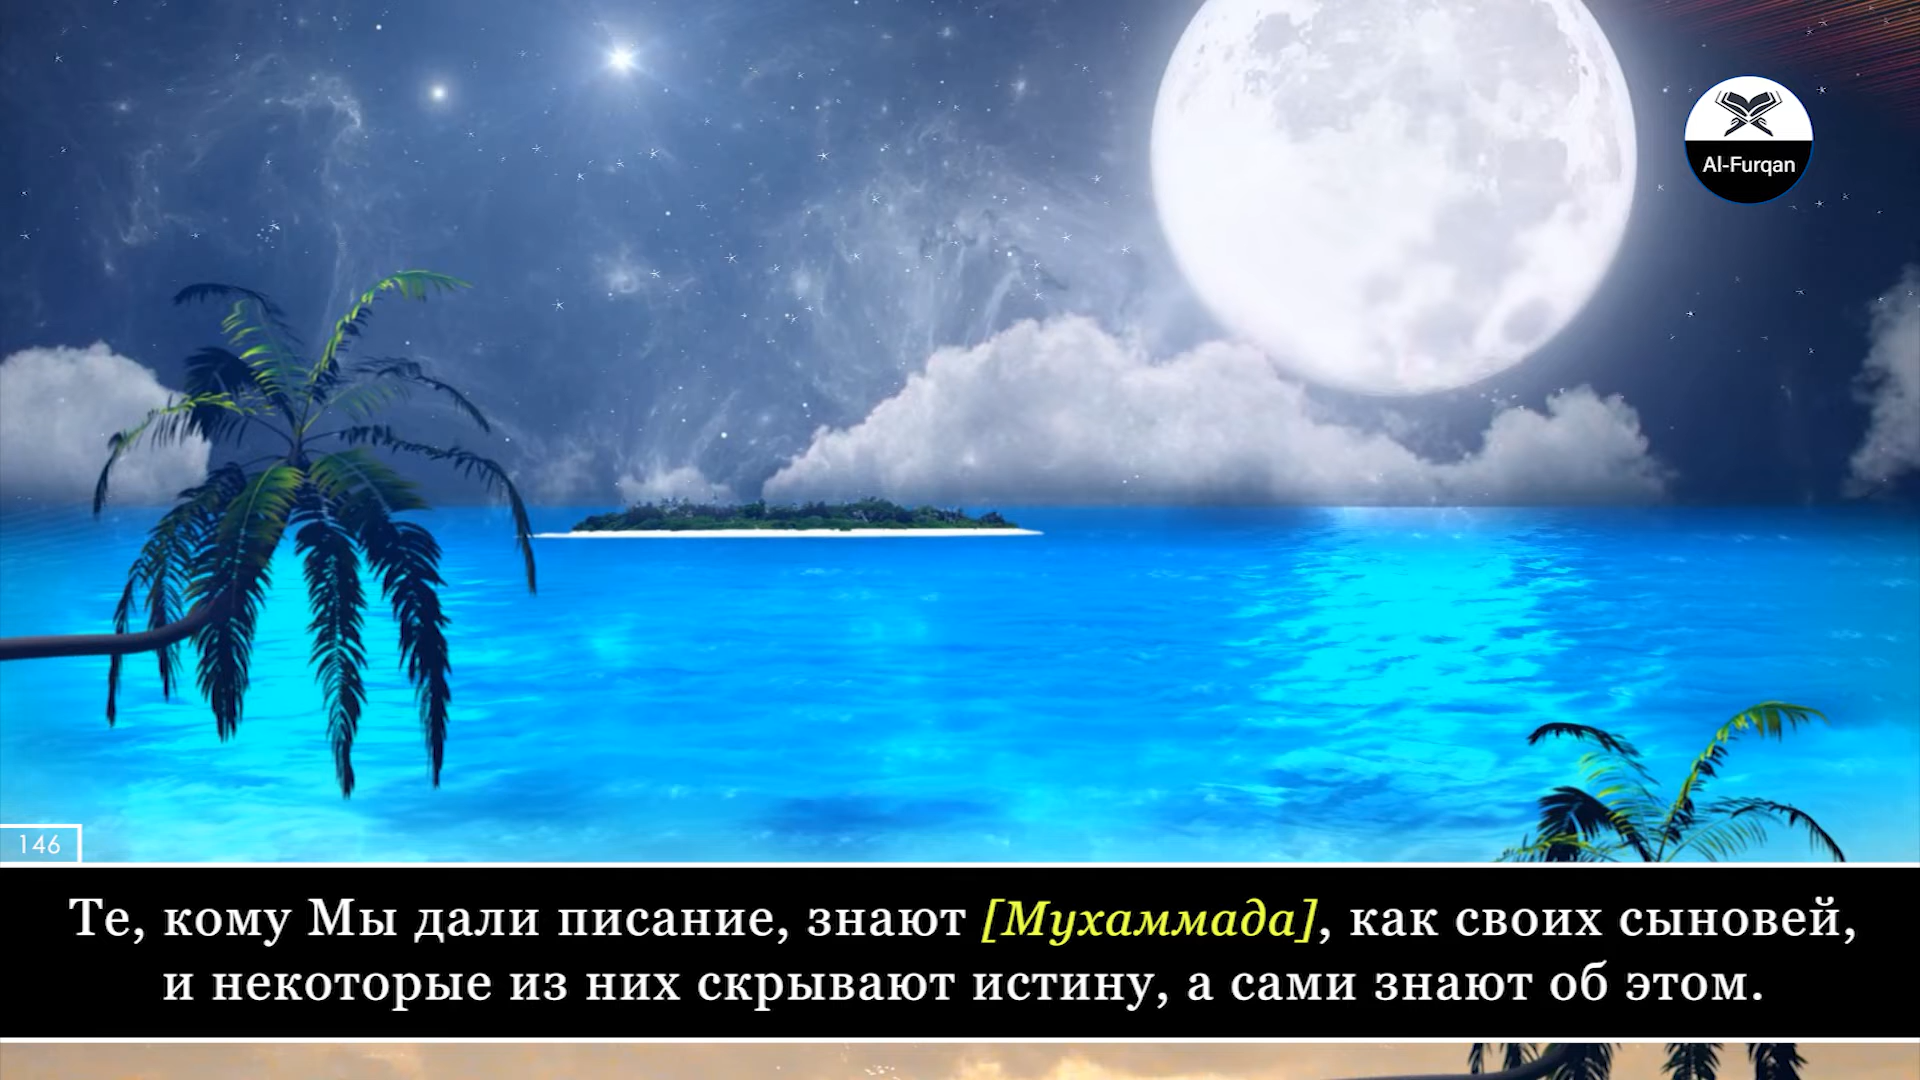 Al-Furqan
146
Те, кому Мы дали писание, знают [Мухаммада], как своих сыновей,
и некоторые из них скрывают истину, а сами знают об этом.